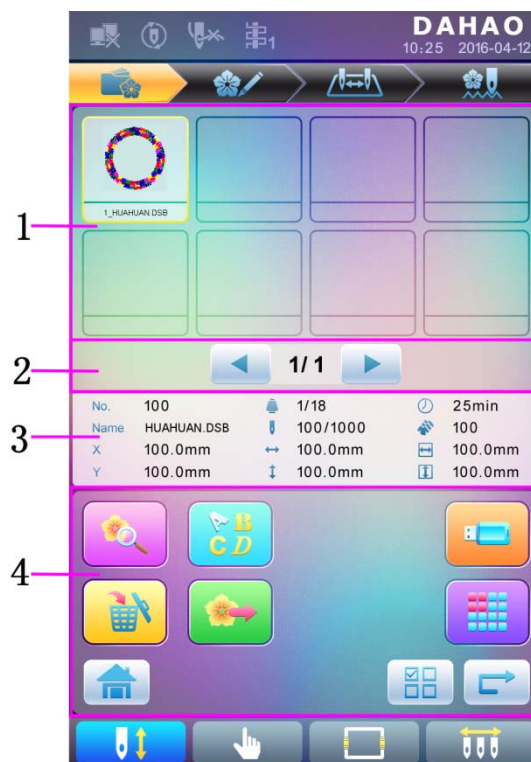 DAHAO
1
10:25 2016-04-12
1_HUAHUAN.DSB
1
1/1
2
No. 100 1/18 25min
Name HUAHUAN.DSB 100/1000 100
X 100.0mm 100.0mm 100.0mm
Y 100.0mm 100.0mm 100.0mm
3
A B
C D
4